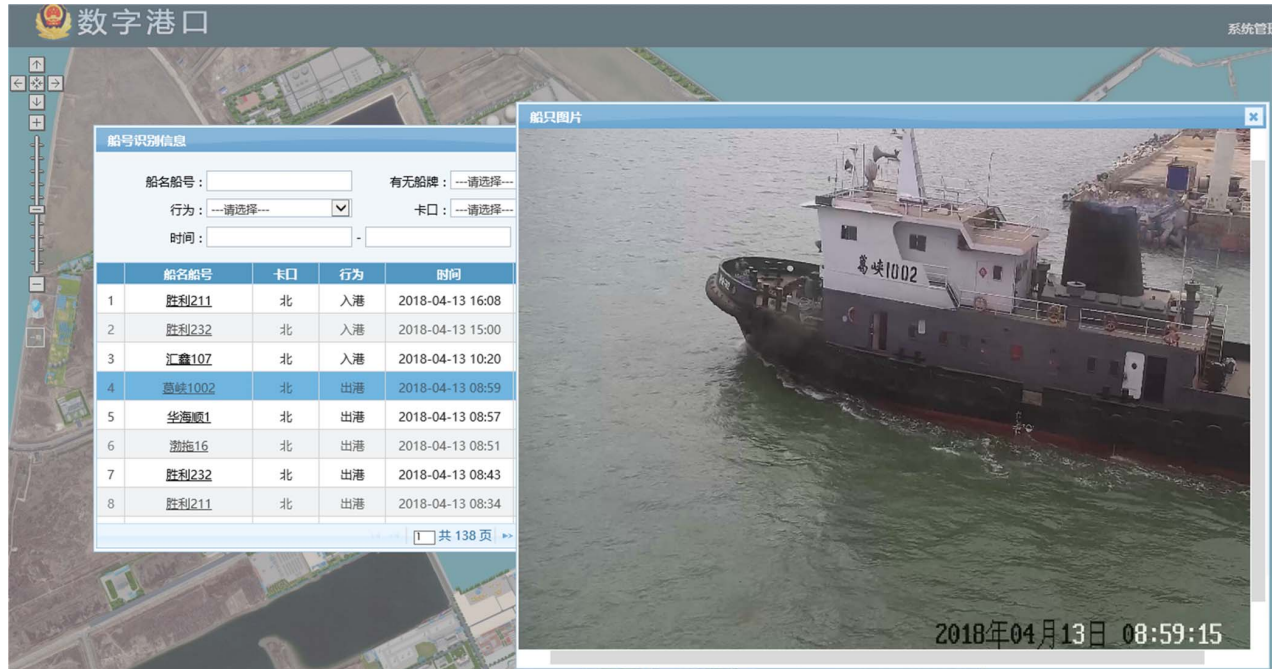 数字港口
系统管
船号识别信息
船名船号：
有无船牌： ---请选择---
行为： ---请选择---
卡口： ---请选择---
时间： -
船名船号 卡口 行为 时间
1 胜利211 北 入港 2018-04-13 16:08
2 胜利232 北 入港 2018-04-13 15:00
3 汇鑫107 北 入港 2018-04-13 10:20
4 葛峡1002 北 出港 2018-04-13 08:59
5 华海顺1 北 出港 2018-04-13 08:57
6 渤拖16 北 出港 2018-04-13 08:51
7 胜利232 北 出港 2018-04-13 08:43
8 胜利211 北 出港 2018-04-13 08:34
1 共 138 页
船只图片
葛峡1002
2018年04月13日 08:59:15